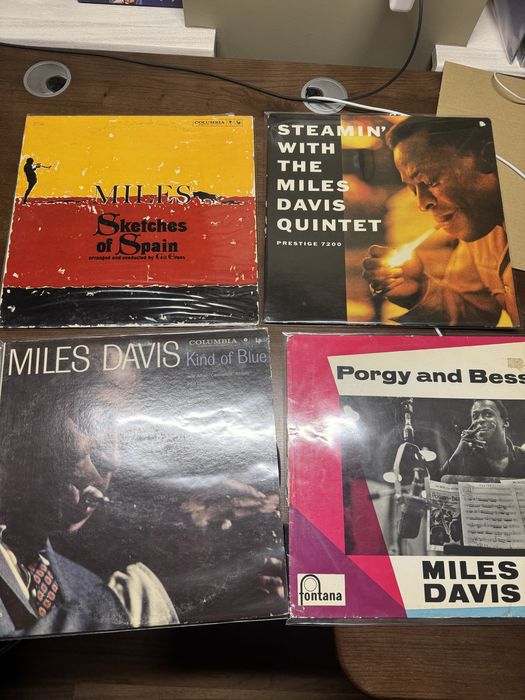 COLUMBIA
MILES
Sketches
of Spain
arranged and conducted by Gil Evans
STEAMIN'
WITH
THE
MILES
DAVIS
QUINTET
PRESTIGE 7200
MILES DAVIS
COLUMBIA
Kind of Blue
Porgy and Bess
MILES
DAVIS
fontana